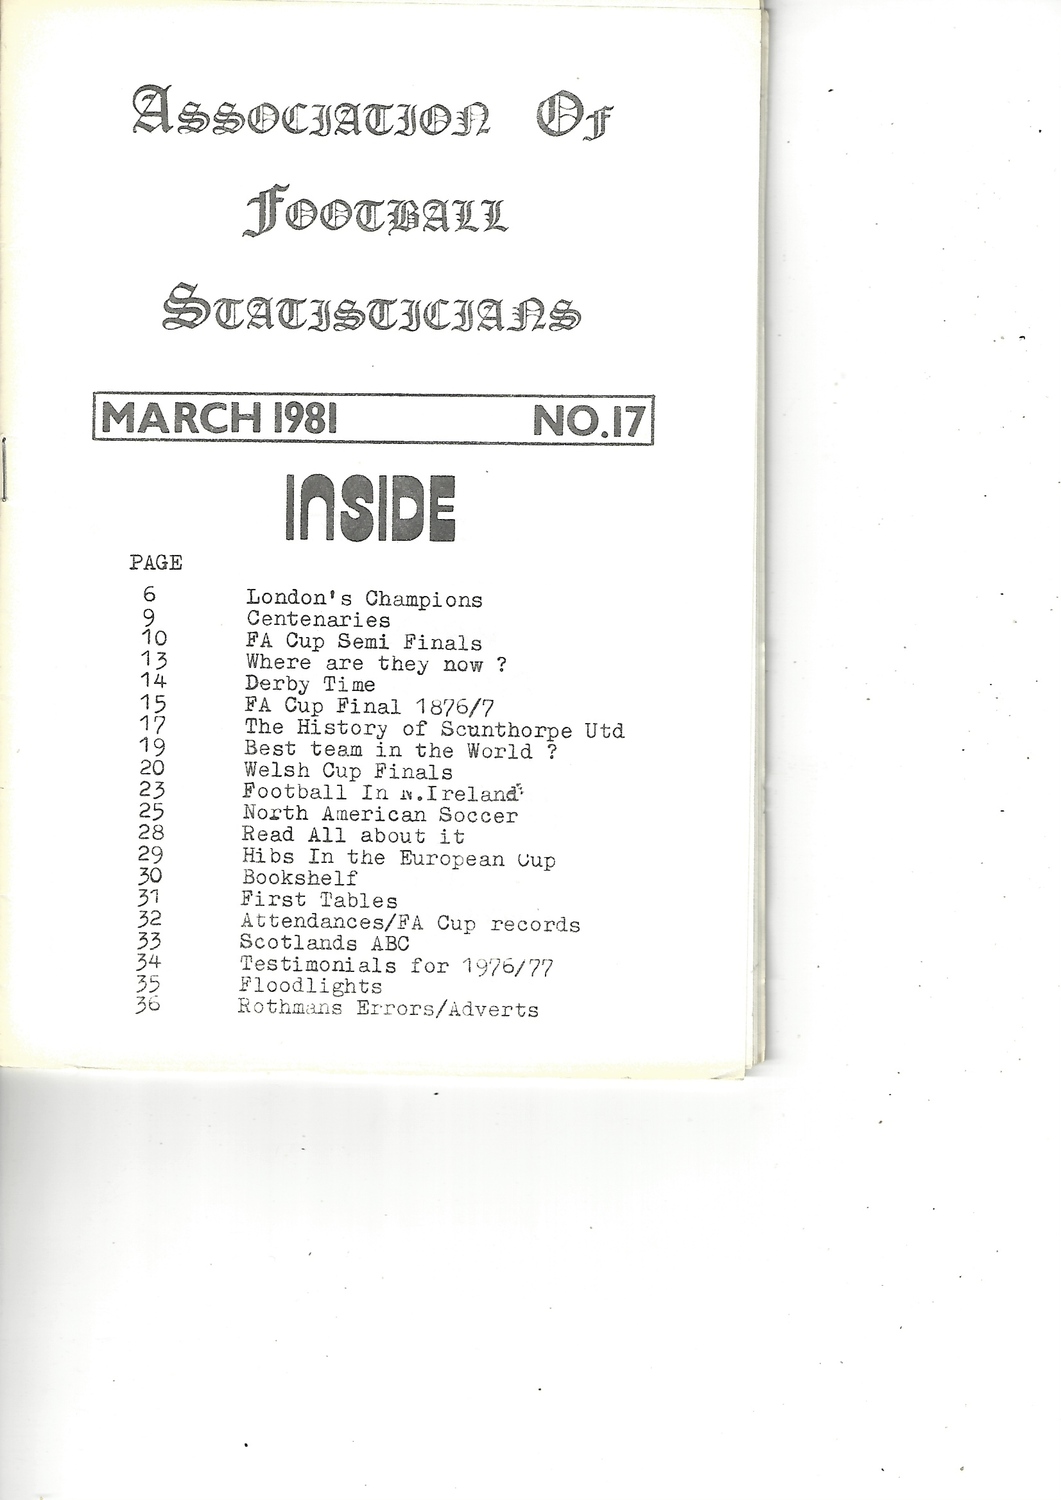 Association Of
Football
Statisticians
MARCH 1981 NO.17
INSIDE
PAGE
6 London's Champions
9 Centenaries
10 FA Cup Semi Finals
13 Where are they now ?
14 Derby Time
15 FA Cup Final 1876/7
17 The History of Scunthorpe Utd
19 Best team in the World ?
20 Welsh Cup Finals
23 Football In N.Ireland
25 North American Soccer
28 Read All about it
29 Hibs In the European Cup
30 Bookshelf
31 First Tables
32 Attendances/FA Cup records
33 Scotlands ABC
34 Testimonials for 1976/77
35 Floodlights
36 Rothmans Errors/Adverts